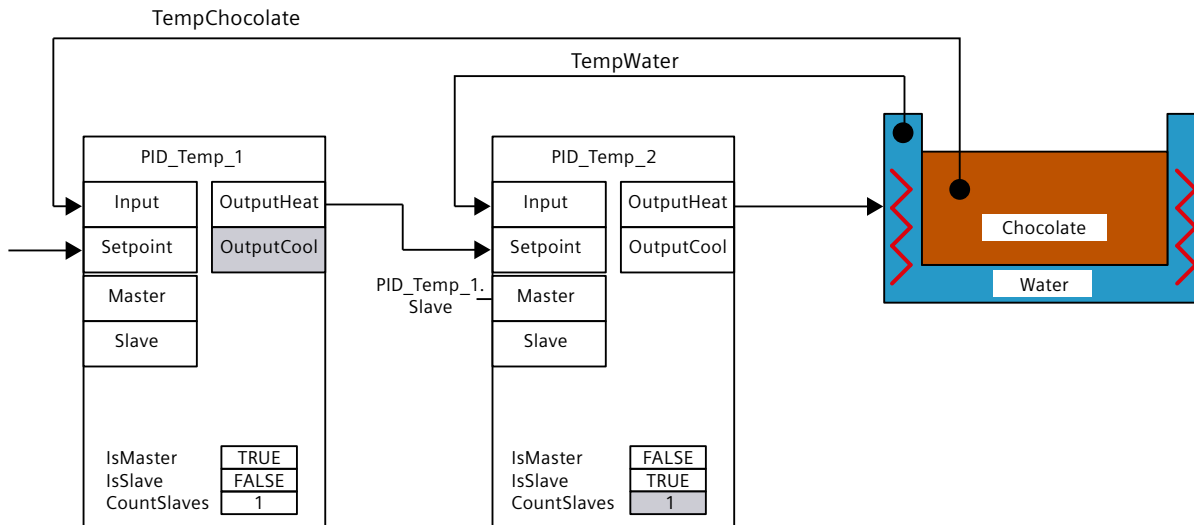 TempChocolate
TempWater
PID_Temp_1
Input
OutputHeat
Setpoint
OutputCool
Master
Slave
IsMaster TRUE
IsSlave FALSE
CountSlaves 1
PID_Temp_1.
Slave
PID_Temp_2
Input
OutputHeat
Setpoint
OutputCool
Master
Slave
IsMaster FALSE
IsSlave TRUE
CountSlaves 1
Chocolate
Water